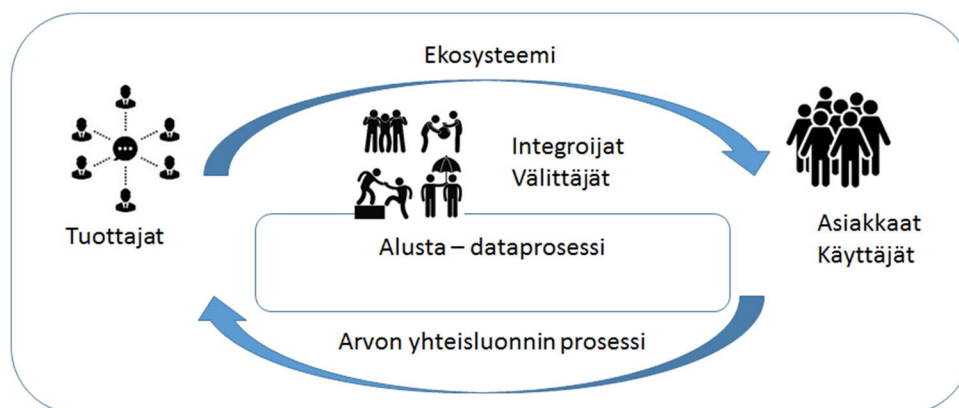 Ekosysteemi
Integroijat
Välittäjät
Tuottajat
Asiakkaat
Käyttäjät
Alusta – dataprosessi
Arvon yhteisluonnin prosessi